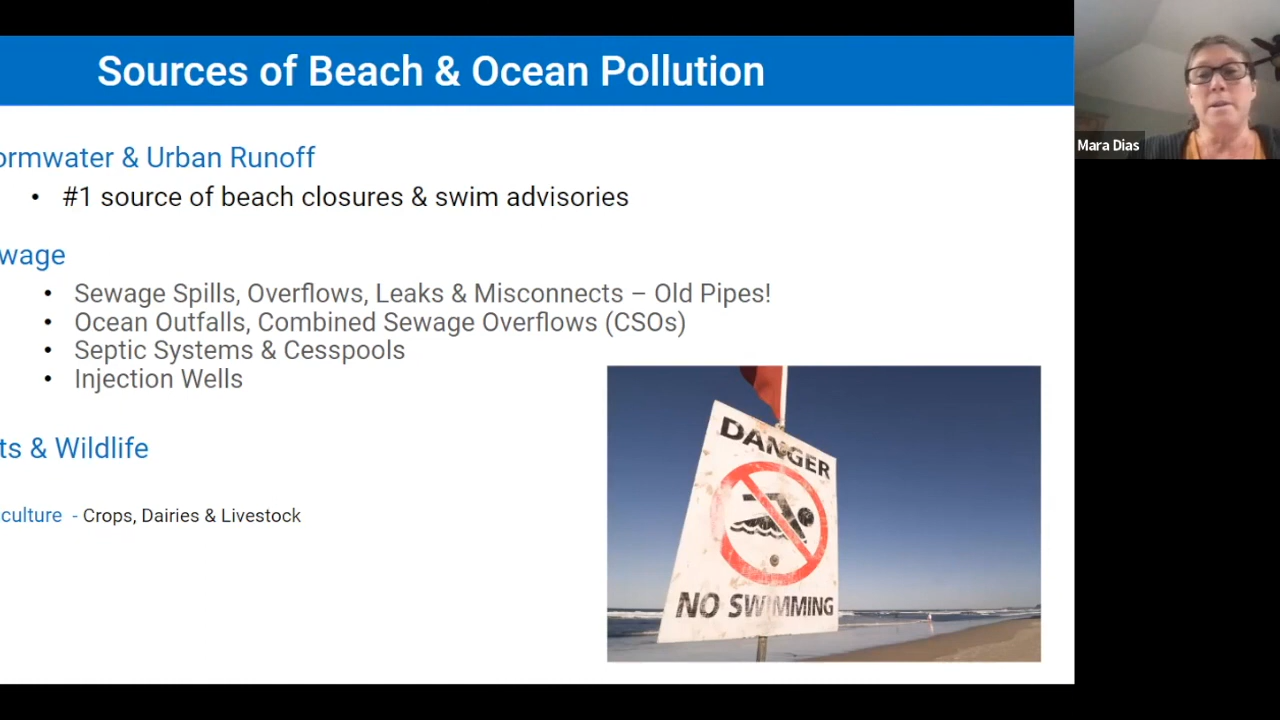 Sources of Beach & Ocean Pollution
ormwater & Urban Runoff
• #1 source of beach closures & swim advisories
wage
• Sewage Spills, Overflows, Leaks & Misconnects – Old Pipes!
• Ocean Outfalls, Combined Sewage Overflows (CSOs)
• Septic Systems & Cesspools
• Injection Wells
ts & Wildlife
culture - Crops, Dairies & Livestock
DANGER
NO SWIMMING
Mara Dias